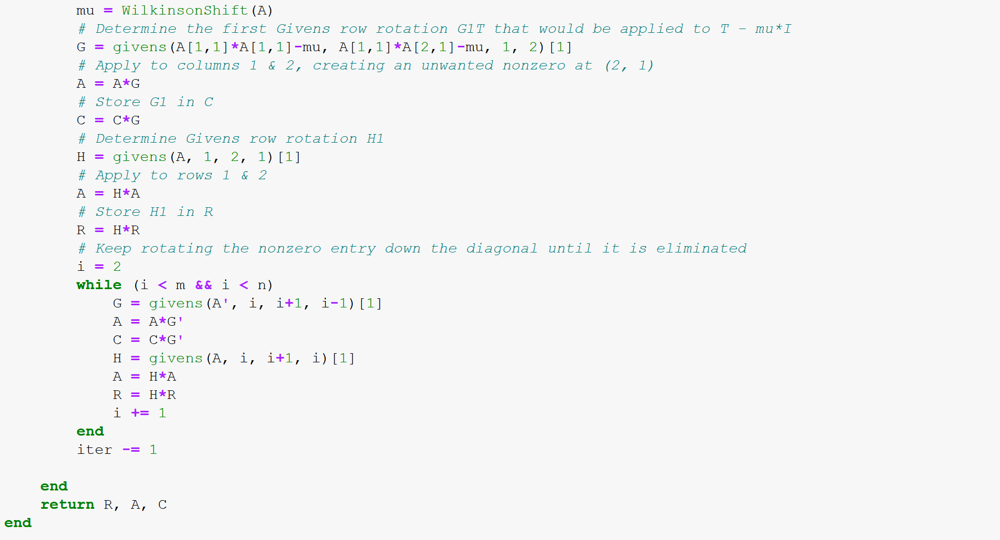 mu = WilkinsonShift(A)
# Determine the first Givens row rotation G1T that would be applied to T - mu*I
G = givens(A[1,1]*A[1,1]-mu, A[1,1]*A[2,1]-mu, 1, 2)[1]
# Apply to columns 1 & 2, creating an unwanted nonzero at (2, 1)
A = A*G
# Store G1 in C
C = C*G
# Determine Givens row rotation H1
H = givens(A, 1, 2, 1)[1]
# Apply to rows 1 & 2
A = H*A
# Store H1 in R
R = H*R
# Keep rotating the nonzero entry down the diagonal until it is eliminated
i = 2
while (i < m && i < n)
G = givens(A', i, i+1, i-1)[1]
A = A*G'
C = C*G'
H = givens(A, i, i+1, i)[1]
A = H*A
R = H*R
i += 1
end
iter -= 1
end
return R, A, C
end